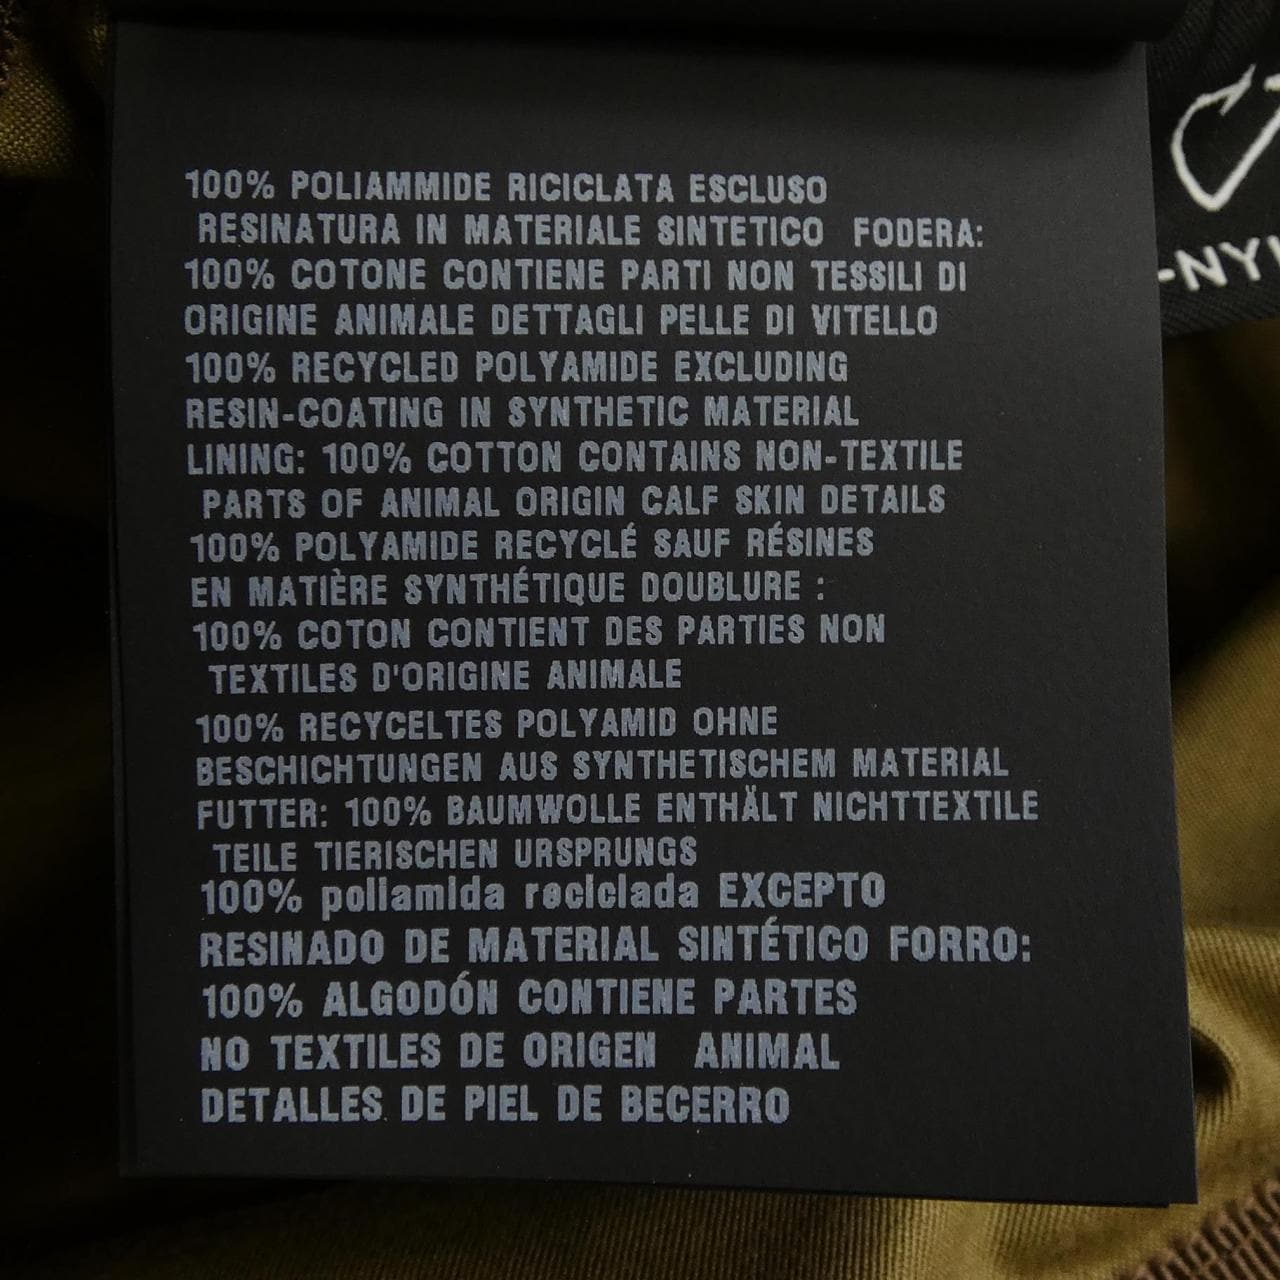 100% POLIAMMIDE RICICLATA ESCLUSO
RESINATURA IN MATERIALE SINTETICO FODERA:
100% COTONE CONTIENE PARTI NON TESSILI DI
ORIGINE ANIMALE DETTAGLI PELLE DI VITELLO
100% RECYCLED POLYAMIDE EXCLUDING
RESIN-COATING IN SYNTHETIC MATERIAL
LINING: 100% COTTON CONTAINS NON-TEXTILE
PARTS OF ANIMAL ORIGIN CALF SKIN DETAILS
100% POLYAMIDE RECYCLÉ SAUF RÉSINES
EN MATIÈRE SYNTHÉTIQUE DOUBLURE :
100% COTON CONTIENT DES PARTIES NON
TEXTILES D'ORIGINE ANIMALE
100% RECYCELTES POLYAMID OHNE
BESCHICHTUNGEN AUS SYNTHETISCHEM MATERIAL
FUTTER: 100% BAUMWOLLE ENTHÄLT NICHTTEXTILE
TEILE TIERISCHEN URSPRUNGS
100% poliamida reciclada EXCEPTO
RESINADO DE MATERIAL SINTÉTICO FORRO:
100% ALGODÓN CONTIENE PARTES
NO TEXTILES DE ORIGEN ANIMAL
DETALLES DE PIEL DE BECERRO